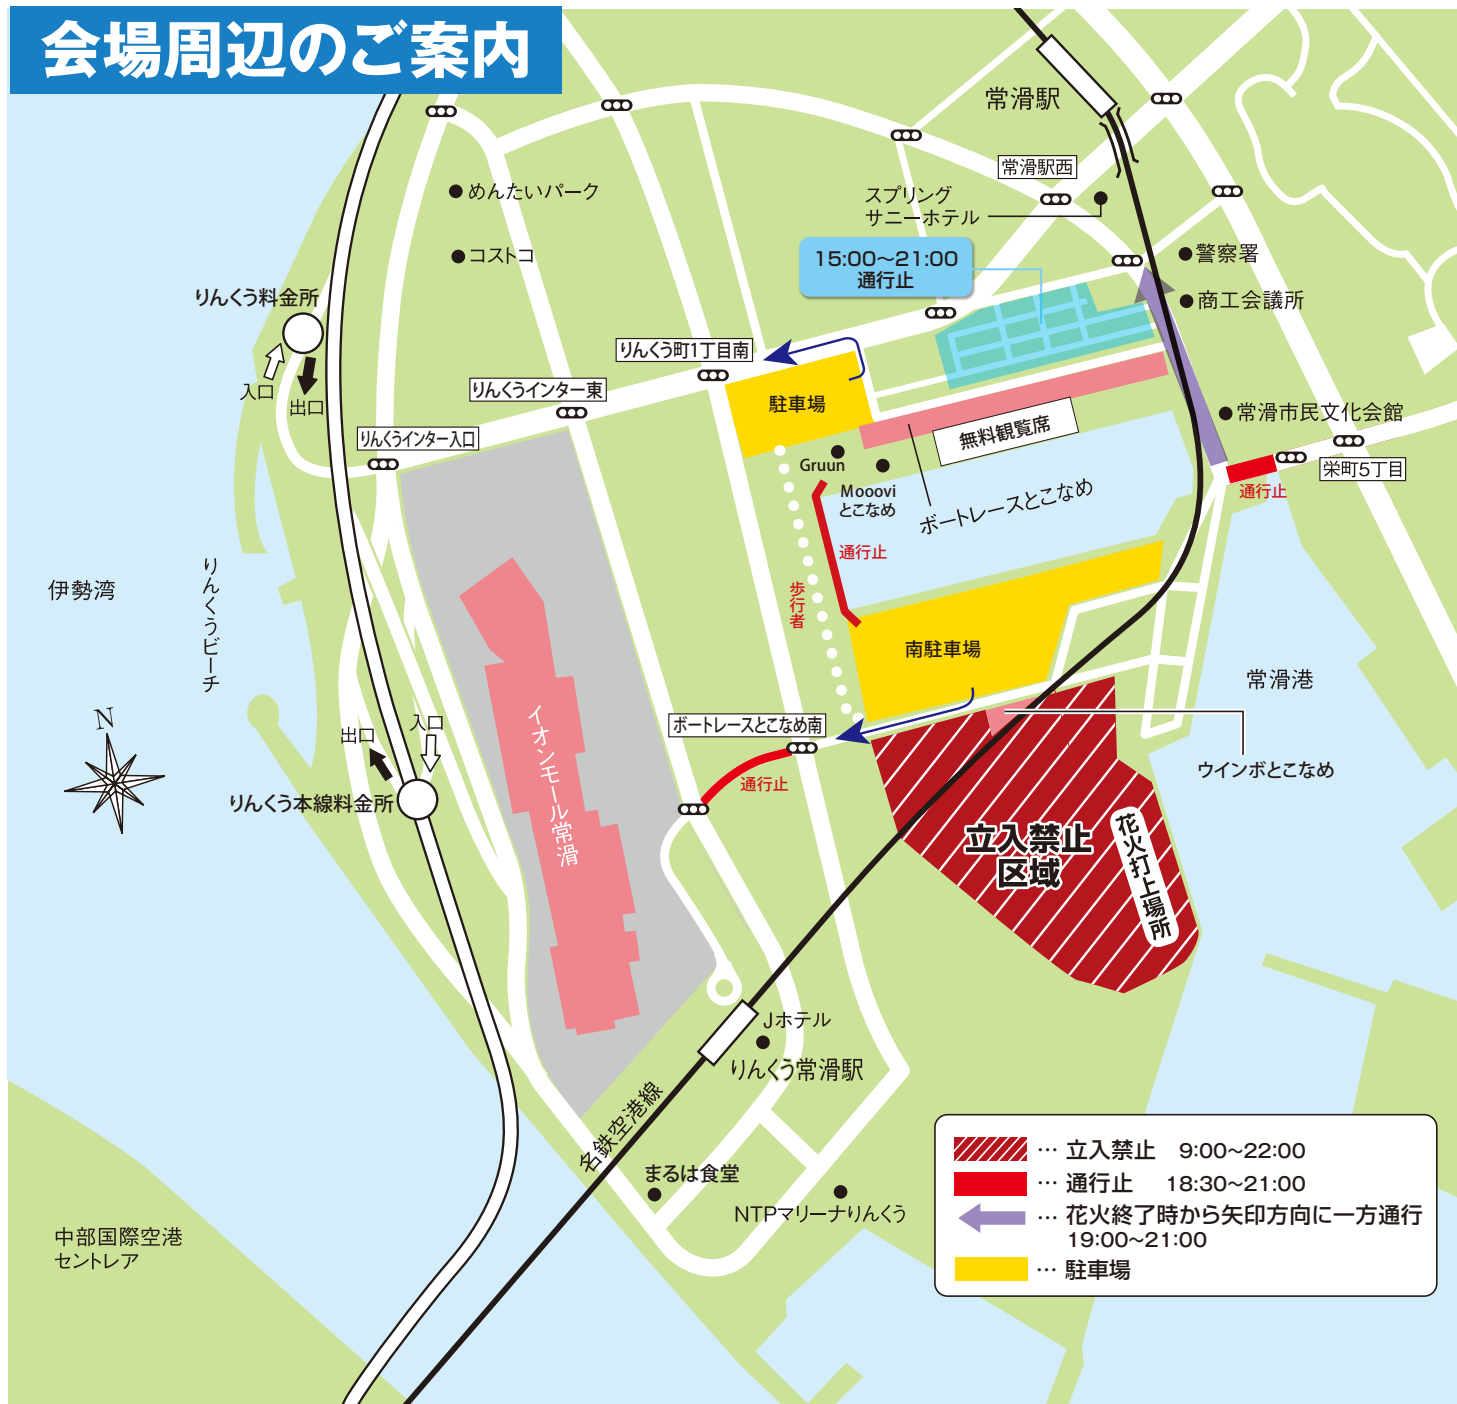 会場周辺のご案内
常滑駅
常滑駅西
めんたいパーク
スプリング
サニーホテル
コストコ
15:00～21:00
通行止
警察署
商工会議所
りんくう料金所
入口
出口
りんくう町1丁目南
りんくうインター東
りんくうインター入口
駐車場
無料観覧席
常滑市民文化会館
栄町5丁目
通行止
Gruun
Mooovi
とこなめ
ボートレースとこなめ
通行止
歩行者
伊勢湾
りんくうビーチ
南駐車場
常滑港
N
イオンモール常滑
ボートレースとこなめ南
出口
入口
りんくう本線料金所
通行止
ウインボとこなめ
立入禁止
区域
花火打上場所
Jホテル
りんくう常滑駅
名鉄空港線
まるは食堂
NTPマリーナりんくう
中部国際空港
セントレア
… 立入禁止 9:00～22:00
… 通行止 18:30～21:00
… 花火終了時から矢印方向に一方通行
19:00～21:00
… 駐車場